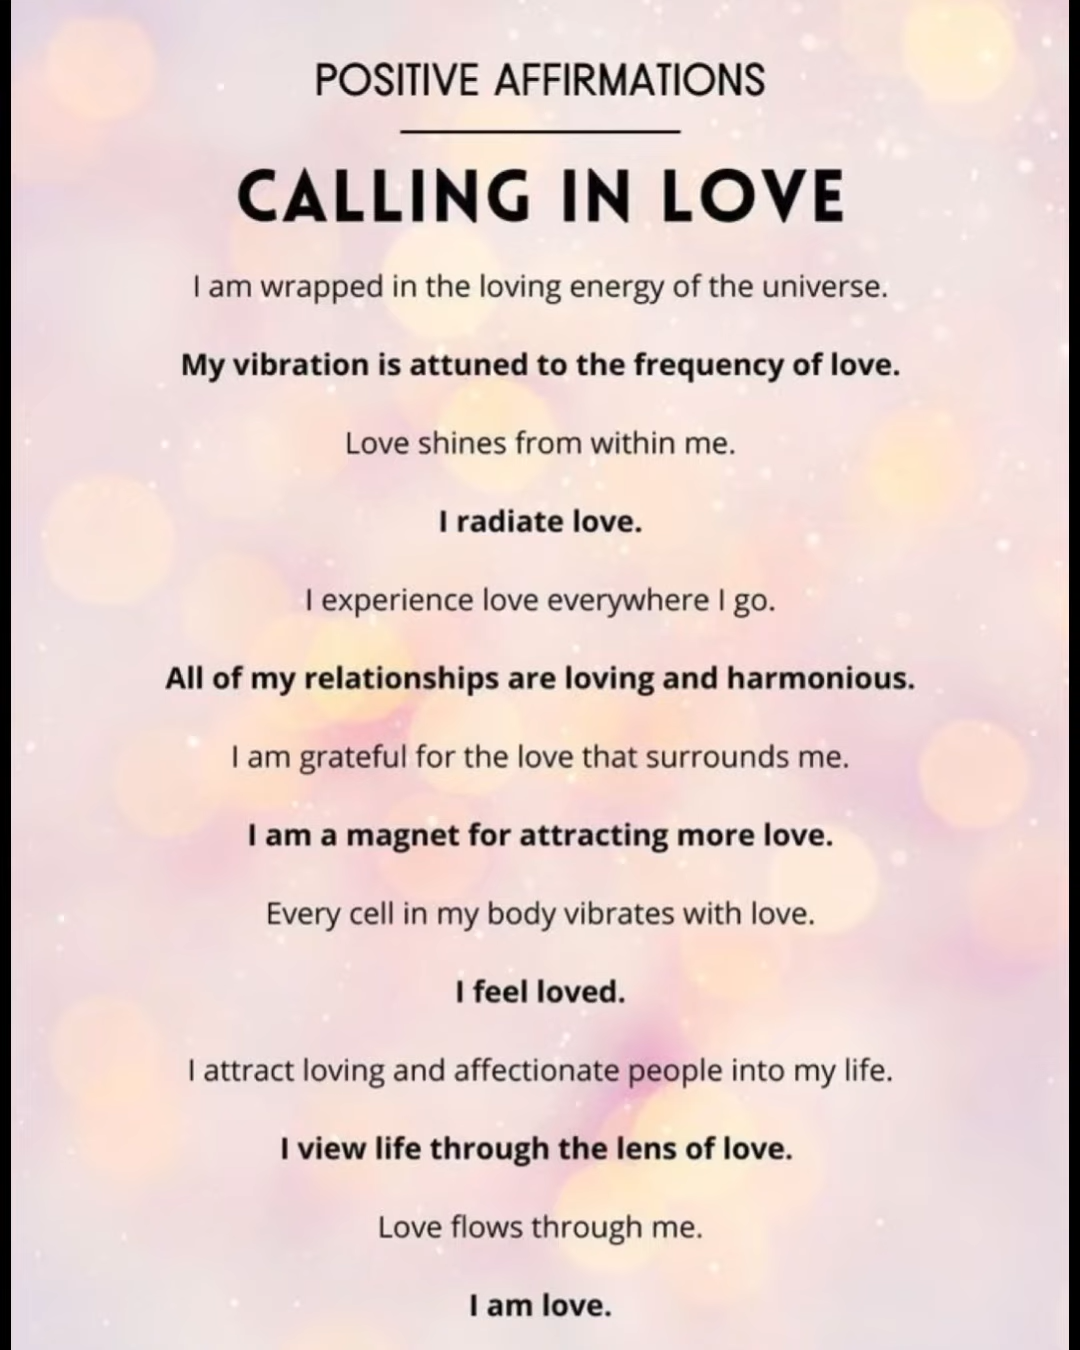 POSITIVE AFFIRMATIONS
CALLING IN LOVE
I am wrapped in the loving energy of the universe.
My vibration is attuned to the frequency of love.
Love shines from within me.
I radiate love.
I experience love everywhere I go.
All of my relationships are loving and harmonious.
I am grateful for the love that surrounds me.
I am a magnet for attracting more love.
Every cell in my body vibrates with love.
I feel loved.
I attract loving and affectionate people into my life.
I view life through the lens of love.
Love flows through me.
I am love.